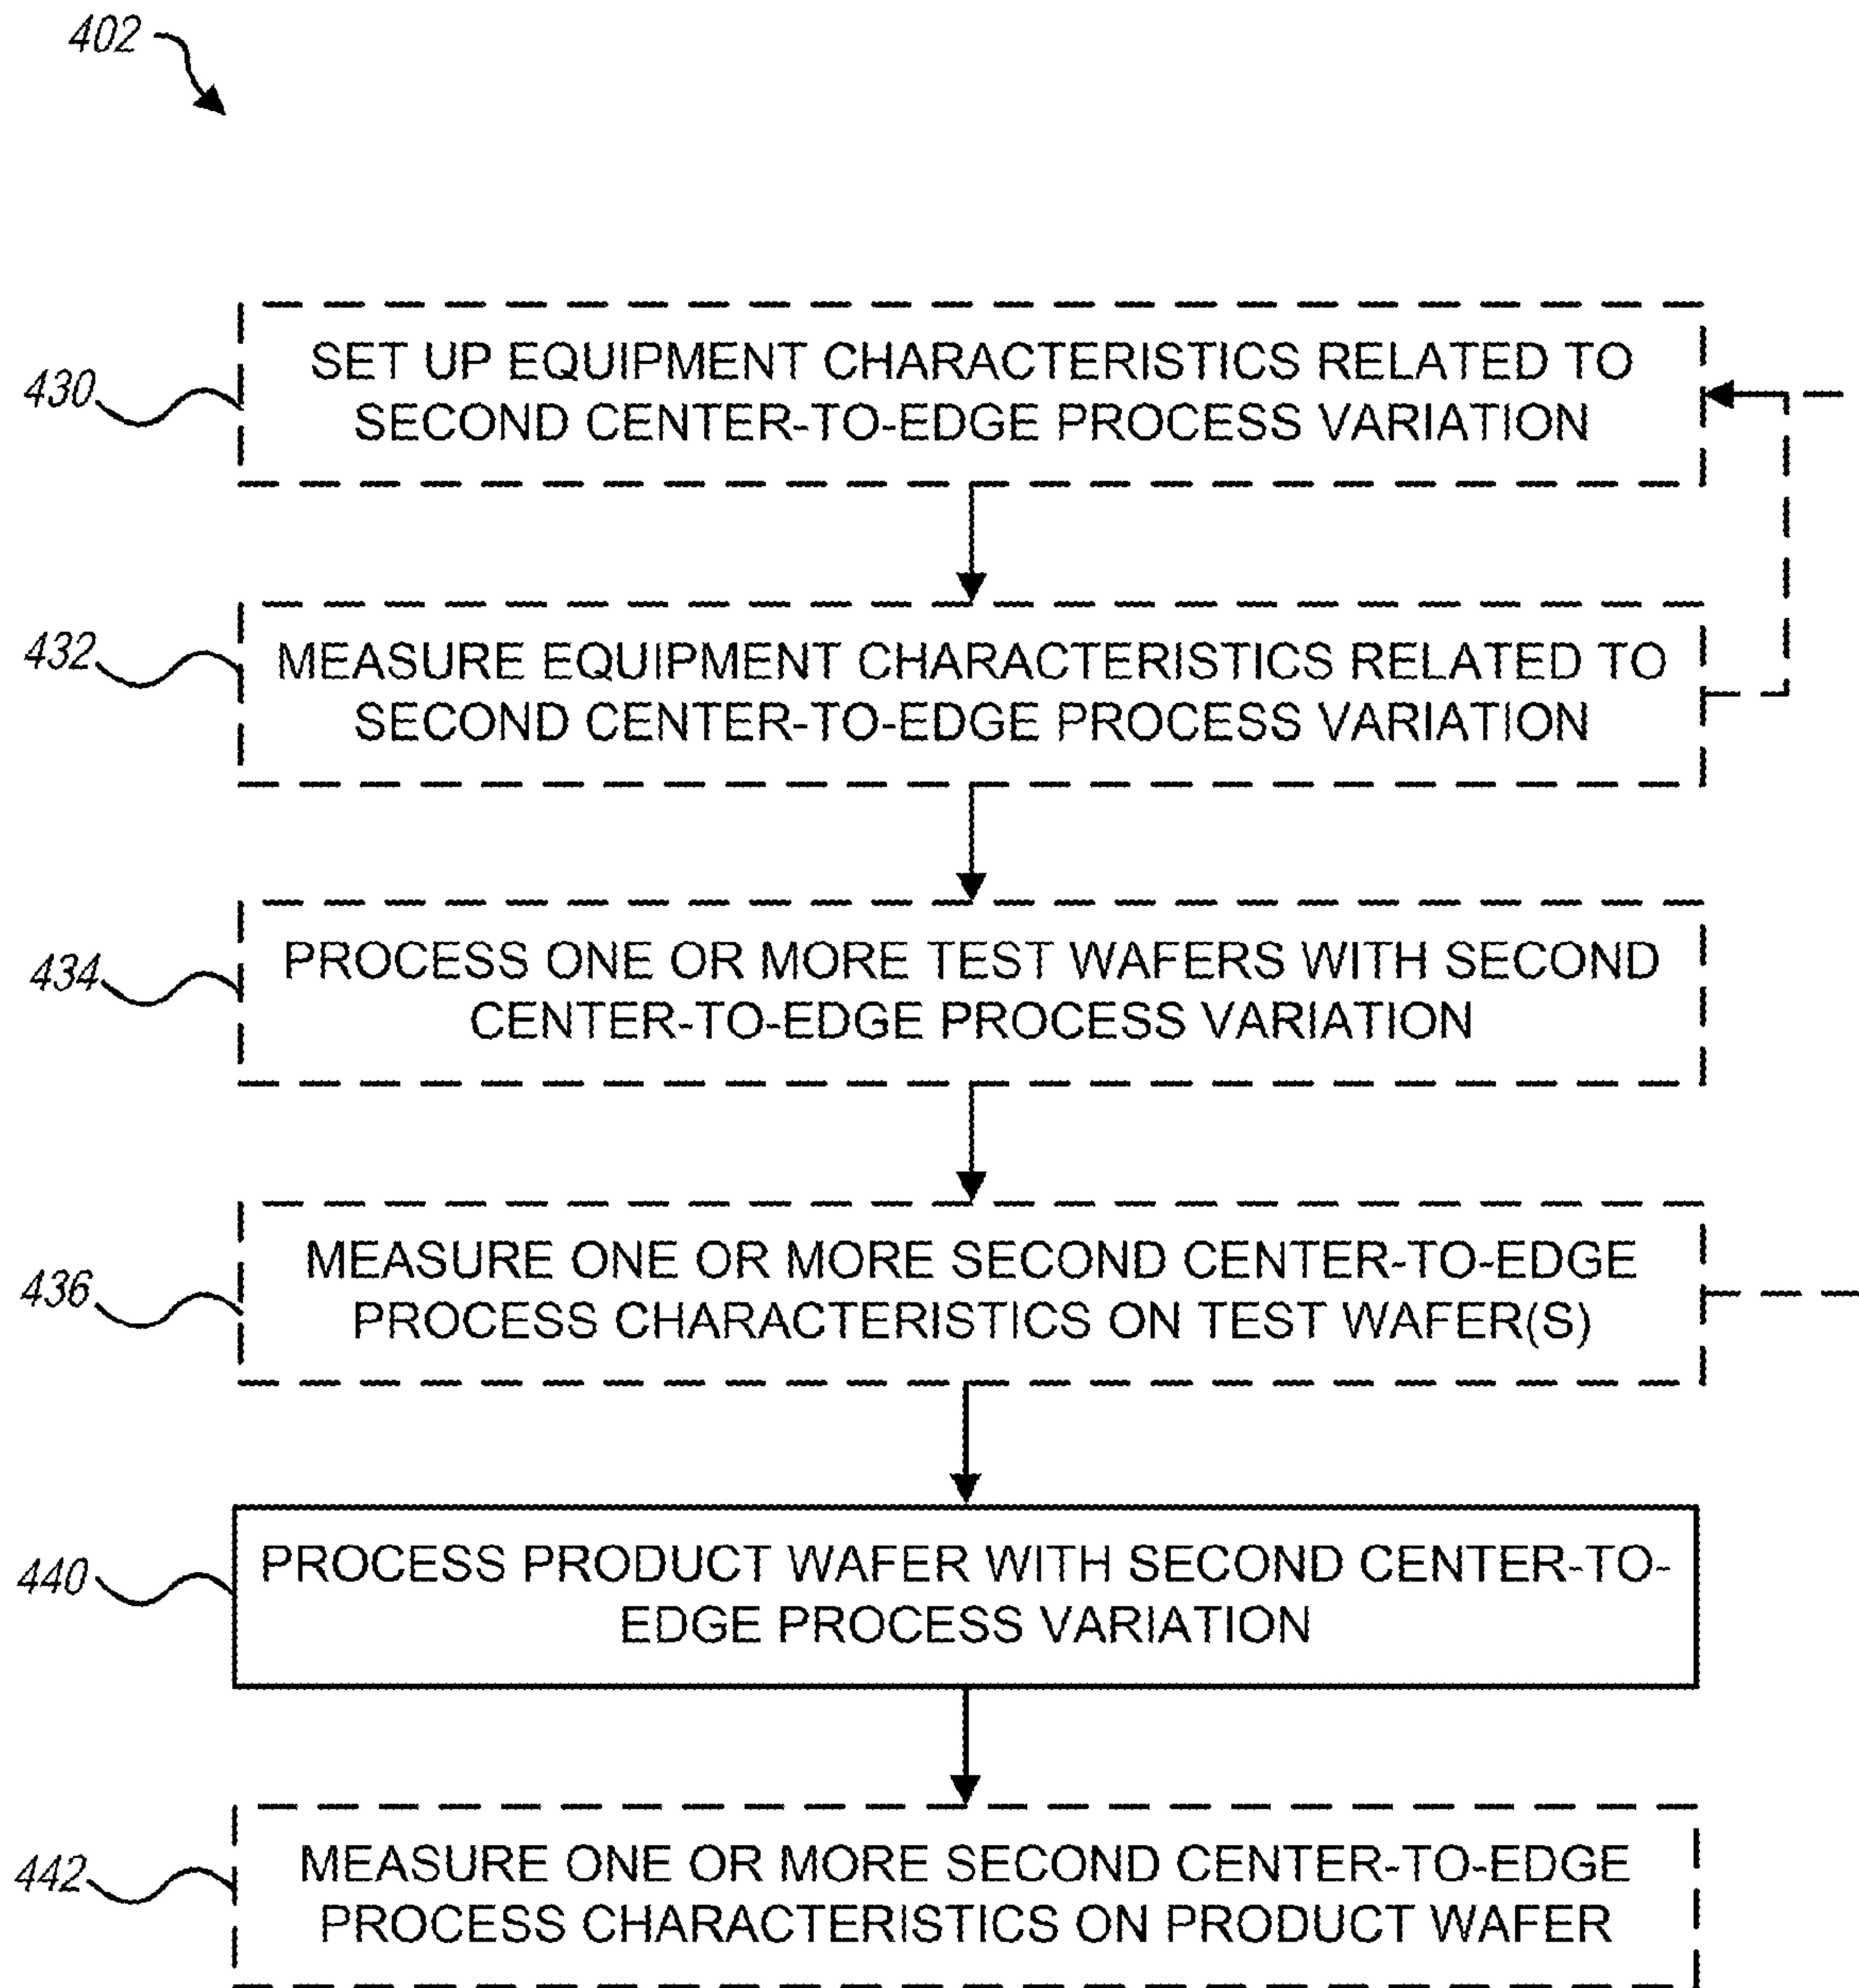 402
430
SET UP EQUIPMENT CHARACTERISTICS RELATED TO
SECOND CENTER-TO-EDGE PROCESS VARIATION
432
MEASURE EQUIPMENT CHARACTERISTICS RELATED TO
SECOND CENTER-TO-EDGE PROCESS VARIATION
434
PROCESS ONE OR MORE TEST WAFERS WITH SECOND
CENTER-TO-EDGE PROCESS VARIATION
436
MEASURE ONE OR MORE SECOND CENTER-TO-EDGE
PROCESS CHARACTERISTICS ON TEST WAFER(S)
440
PROCESS PRODUCT WAFER WITH SECOND CENTER-TO-
EDGE PROCESS VARIATION
442
MEASURE ONE OR MORE SECOND CENTER-TO-EDGE
PROCESS CHARACTERISTICS ON PRODUCT WAFER